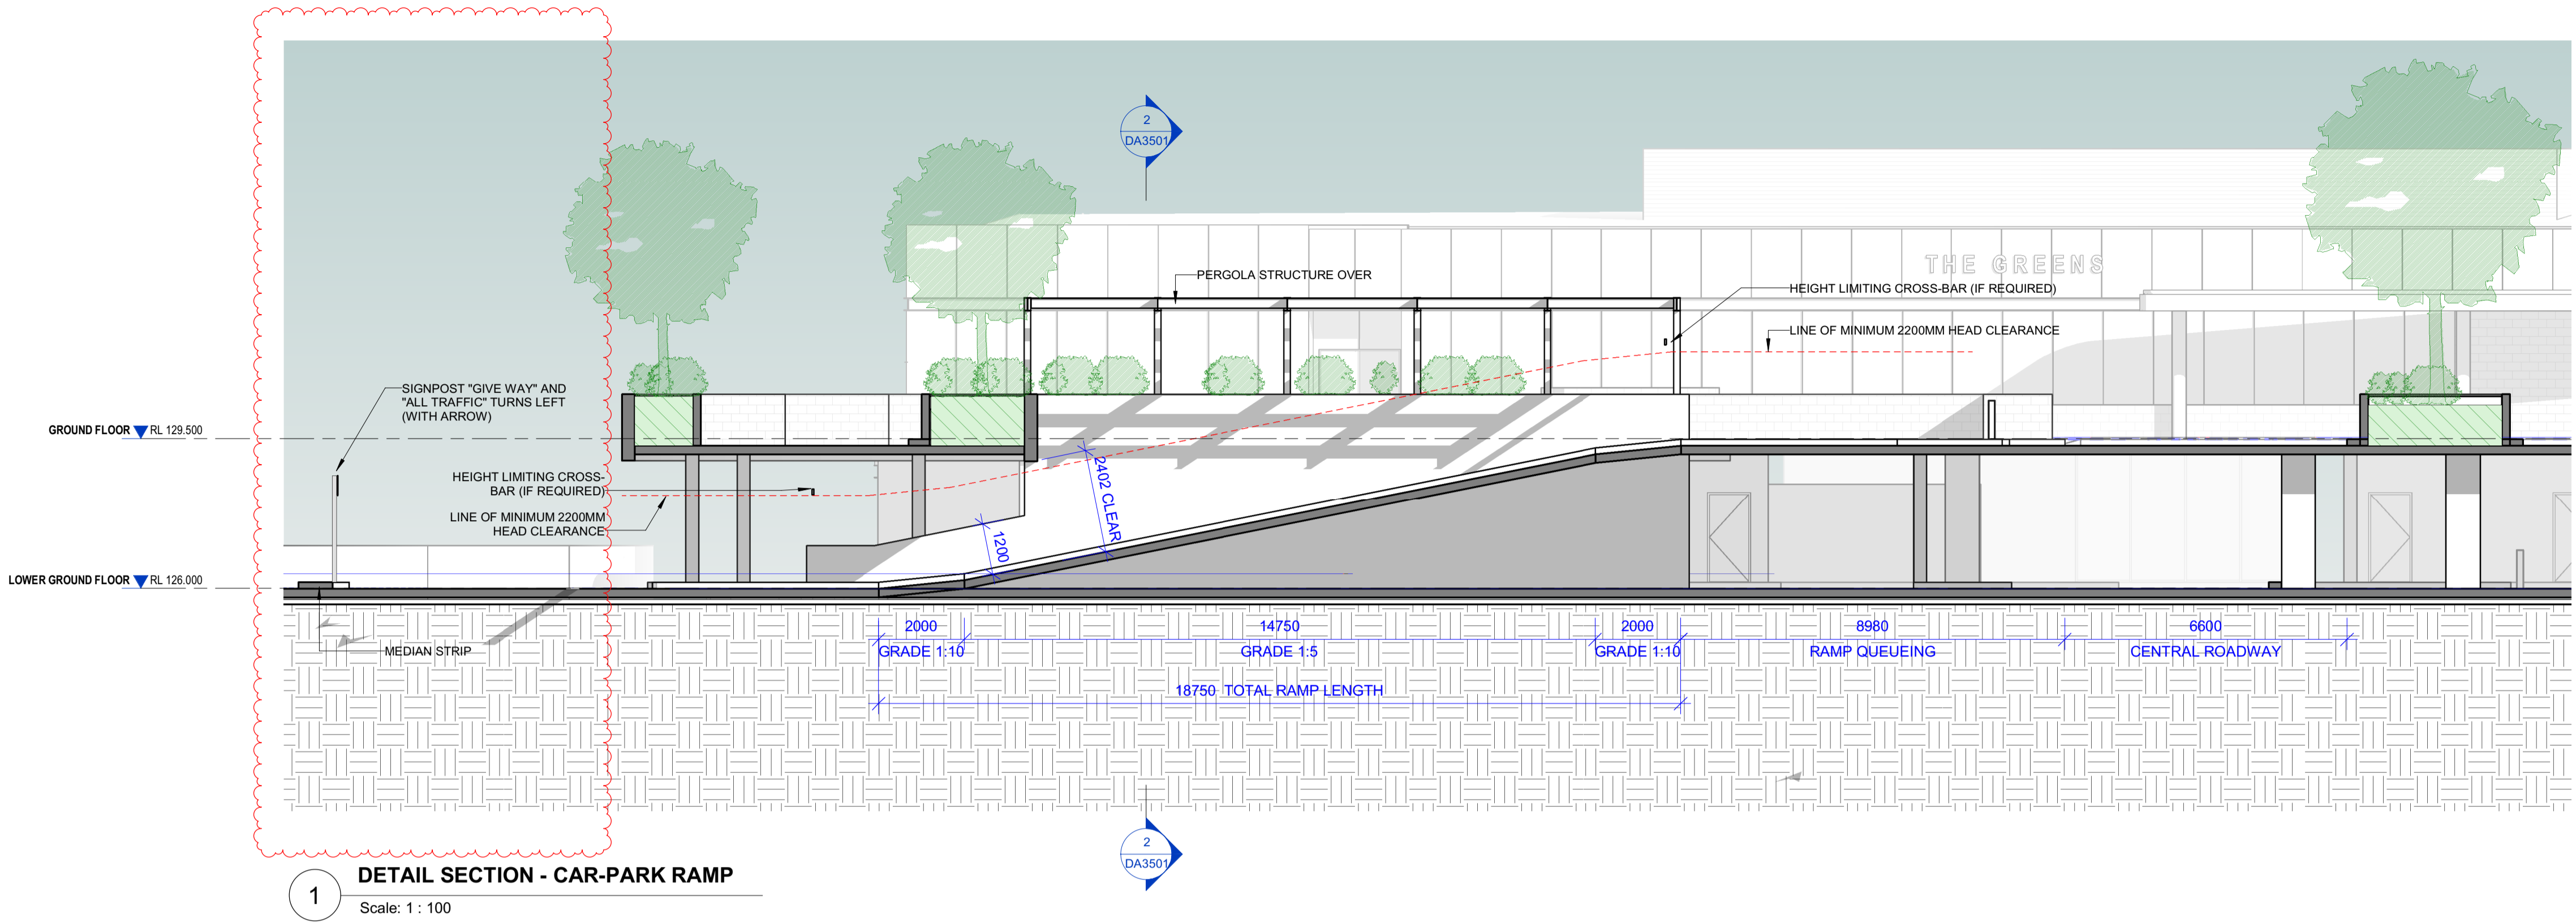 2
DA3501
THE GREENS
PERGOLA STRUCTURE OVER
HEIGHT LIMITING CROSS-BAR (IF REQUIRED)
LINE OF MINIMUM 2200MM HEAD CLEARANCE
SIGNPOST "GIVE WAY" AND
"ALL TRAFFIC" TURNS LEFT
(WITH ARROW)
GROUND FLOOR RL 129.500
HEIGHT LIMITING CROSS-
BAR (IF REQUIRED)
LINE OF MINIMUM 2200MM
HEAD CLEARANCE
2402 CLEAR
1200
LOWER GROUND FLOOR RL 126.000
MEDIAN STRIP
2000
14750
2000
8980
6600
GRADE 1:10
GRADE 1:5
GRADE 1:10
RAMP QUEUEING
CENTRAL ROADWAY
18750 TOTAL RAMP LENGTH
2
DA3501
1
DETAIL SECTION - CAR-PARK RAMP
Scale: 1 : 100